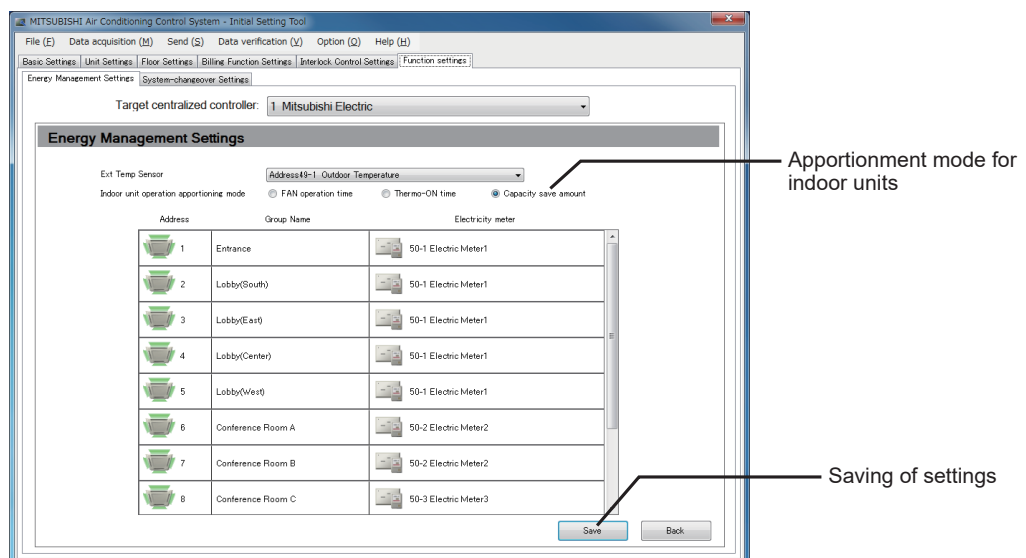 MITSUBISHI Air Conditioning Control System - Initial Setting Tool
File (F) Data acquisition (M) Send (S) Data verification (V) Option (O) Help (H)
Basic Settings Unit Settings Floor Settings Billing Function Settings Interlock Control Settings Function settings
Energy Management Settings System-changeover Settings
Target centralized controller: 1 Mitsubishi Electric
Energy Management Settings
Ext Temp Sensor Address49-1 Outdoor Temperature
Indoor unit operation apportioning mode FAN operation time Thermo-ON time Capacity save amount
Address Group Name Electricity meter
1 Entrance 50-1 Electric Meter1
2 Lobby(South) 50-1 Electric Meter1
3 Lobby(East) 50-1 Electric Meter1
4 Lobby(Center) 50-1 Electric Meter1
5 Lobby(West) 50-1 Electric Meter1
6 Conference Room A 50-2 Electric Meter2
7 Conference Room B 50-2 Electric Meter2
8 Conference Room C 50-3 Electric Meter3
Save Back
Apportionment mode for
indoor units
Saving of settings